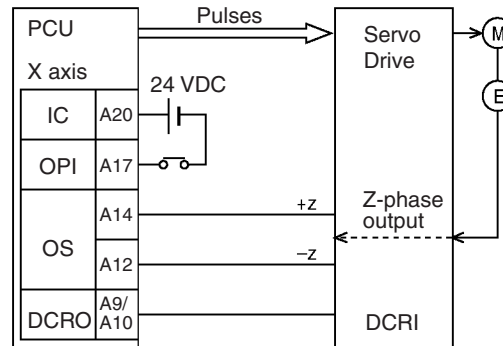 PCU
Pulses
Servo
Drive
M
X axis
24 VDC
E
IC
A20
OPI
A17
OS
A14
+z
Z-phase
output
A12
−z
DCRO
A9/
A10
DCRI